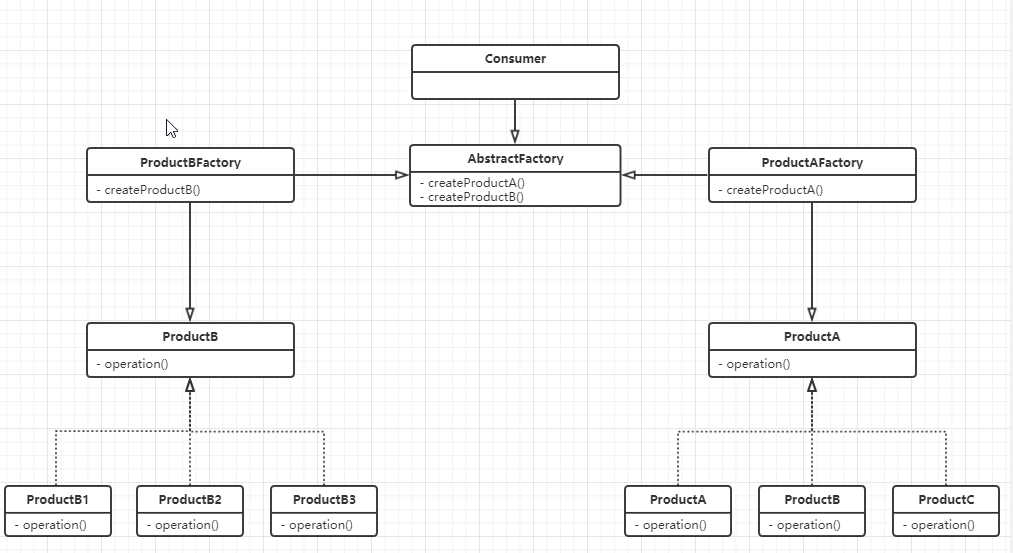 Consumer
ProductBFactory
- createProductB()
AbstractFactory
- createProductA()
- createProductB()
ProductAFactory
- createProductA()
ProductB
- operation()
ProductA
- operation()
ProductB1
- operation()
ProductB2
- operation()
ProductB3
- operation()
ProductA
- operation()
ProductB
- operation()
ProductC
- operation()